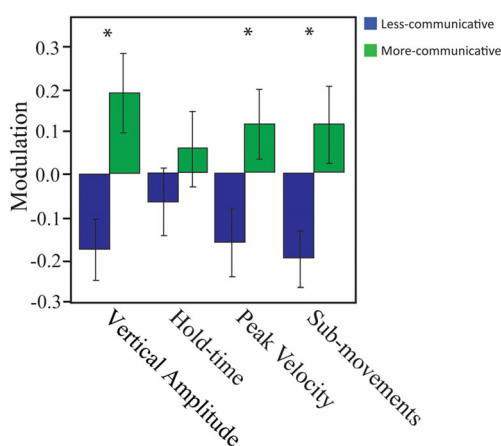 Less-communicative
More-communicative
Modulation
0.3
0.2
0.1
0.0
-0.1
-0.2
-0.3
*
*
*
Vertical Amplitude
Hold-time
Peak Velocity
Sub-movements